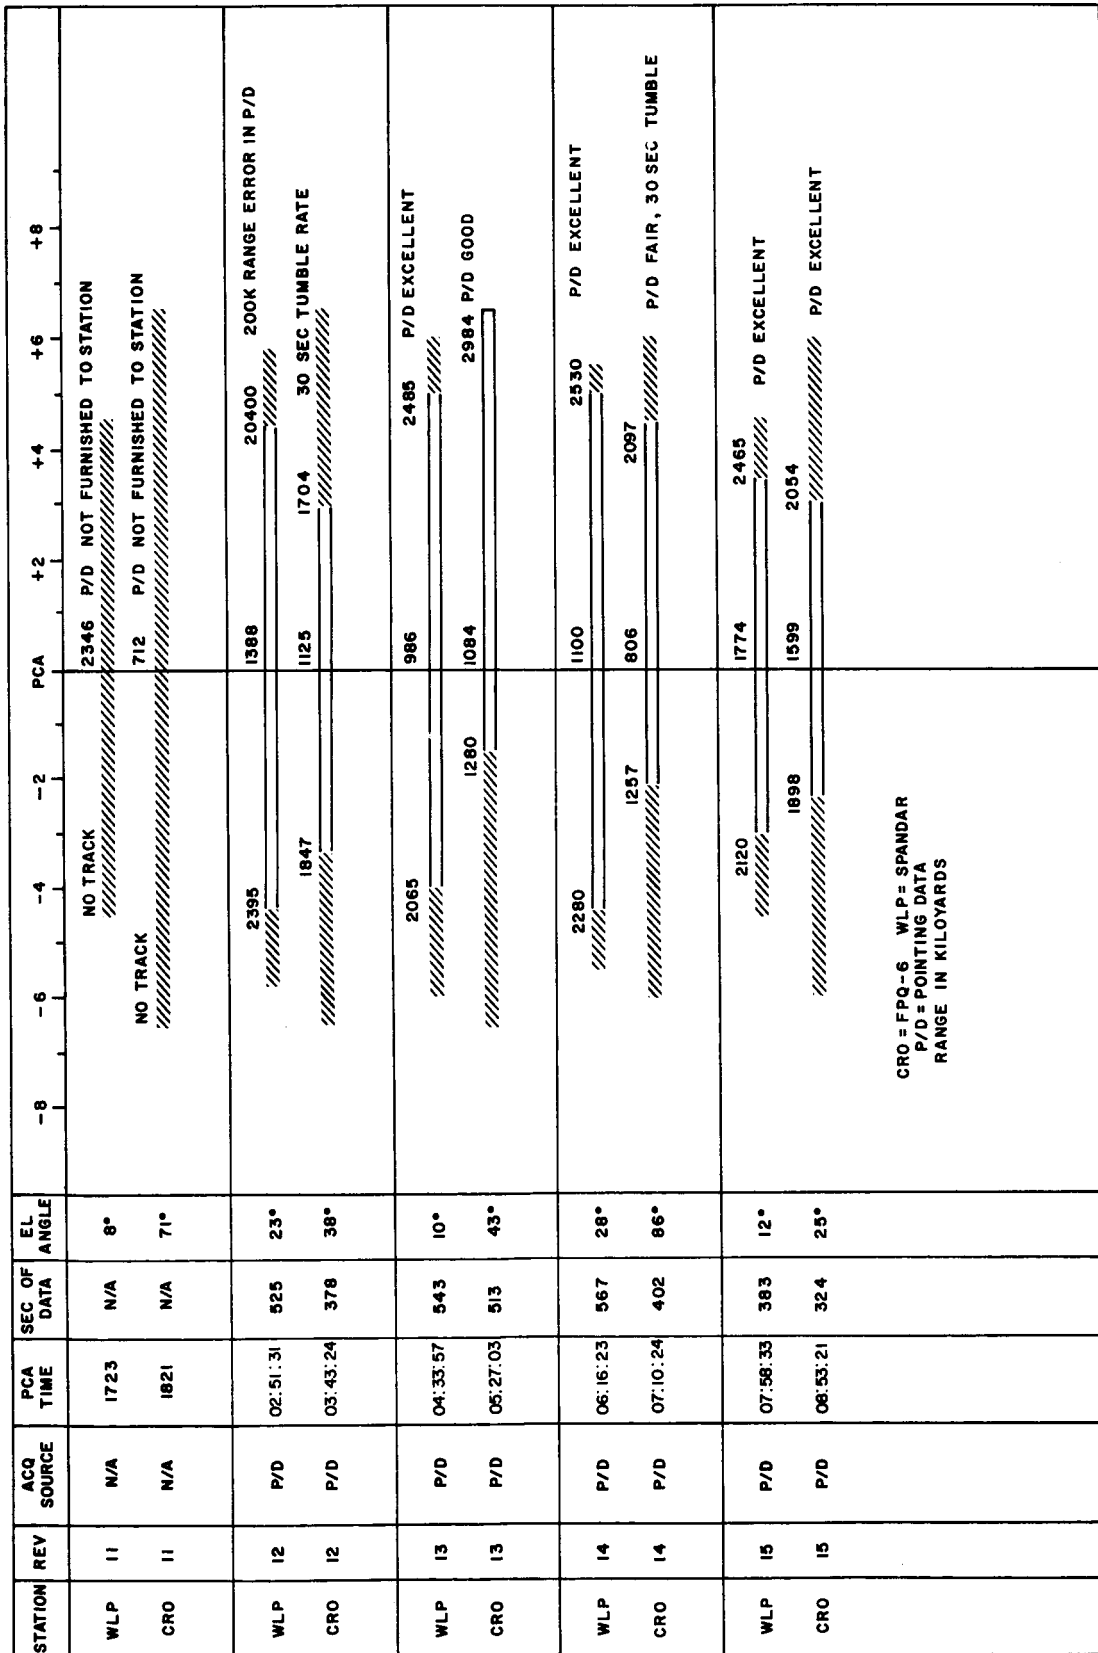 STATION REV ACQ SOURCE PCA TIME SEC OF DATA EL ANGLE -8 -6 -4 -2 PCA +2 +4 +6 +8
WLP 11 N/A 1723 N/A 8° NO TRACK 2346 P/D NOT FURNISHED TO STATION
CRO 11 N/A 1821 N/A 71° NO TRACK 712 P/D NOT FURNISHED TO STATION
WLP 12 P/D 02:51:31 525 23° 2395 1388 20400 200K RANGE ERROR IN P/D
CRO 12 P/D 03:43:24 378 38° 1847 1125 1704 30 SEC TUMBLE RATE
WLP 13 P/D 04:33:57 543 10° 2065 986 2485 P/D EXCELLENT
CRO 13 P/D 05:27:03 513 43° 1280 1084 2984 P/D GOOD
WLP 14 P/D 06:16:23 567 28° 2280 1100 2530 P/D EXCELLENT
CRO 14 P/D 07:10:24 402 86° 1257 806 2097 P/D FAIR, 30 SEC TUMBLE
WLP 15 P/D 07:58:33 383 12° 2120 1774 2465 P/D EXCELLENT
CRO 15 P/D 08:53:21 324 25° 1898 1599 2054 P/D EXCELLENT
CRO = FPQ-6 WLP = SPANDAR
P/D = POINTING DATA
RANGE IN KILOYARDS